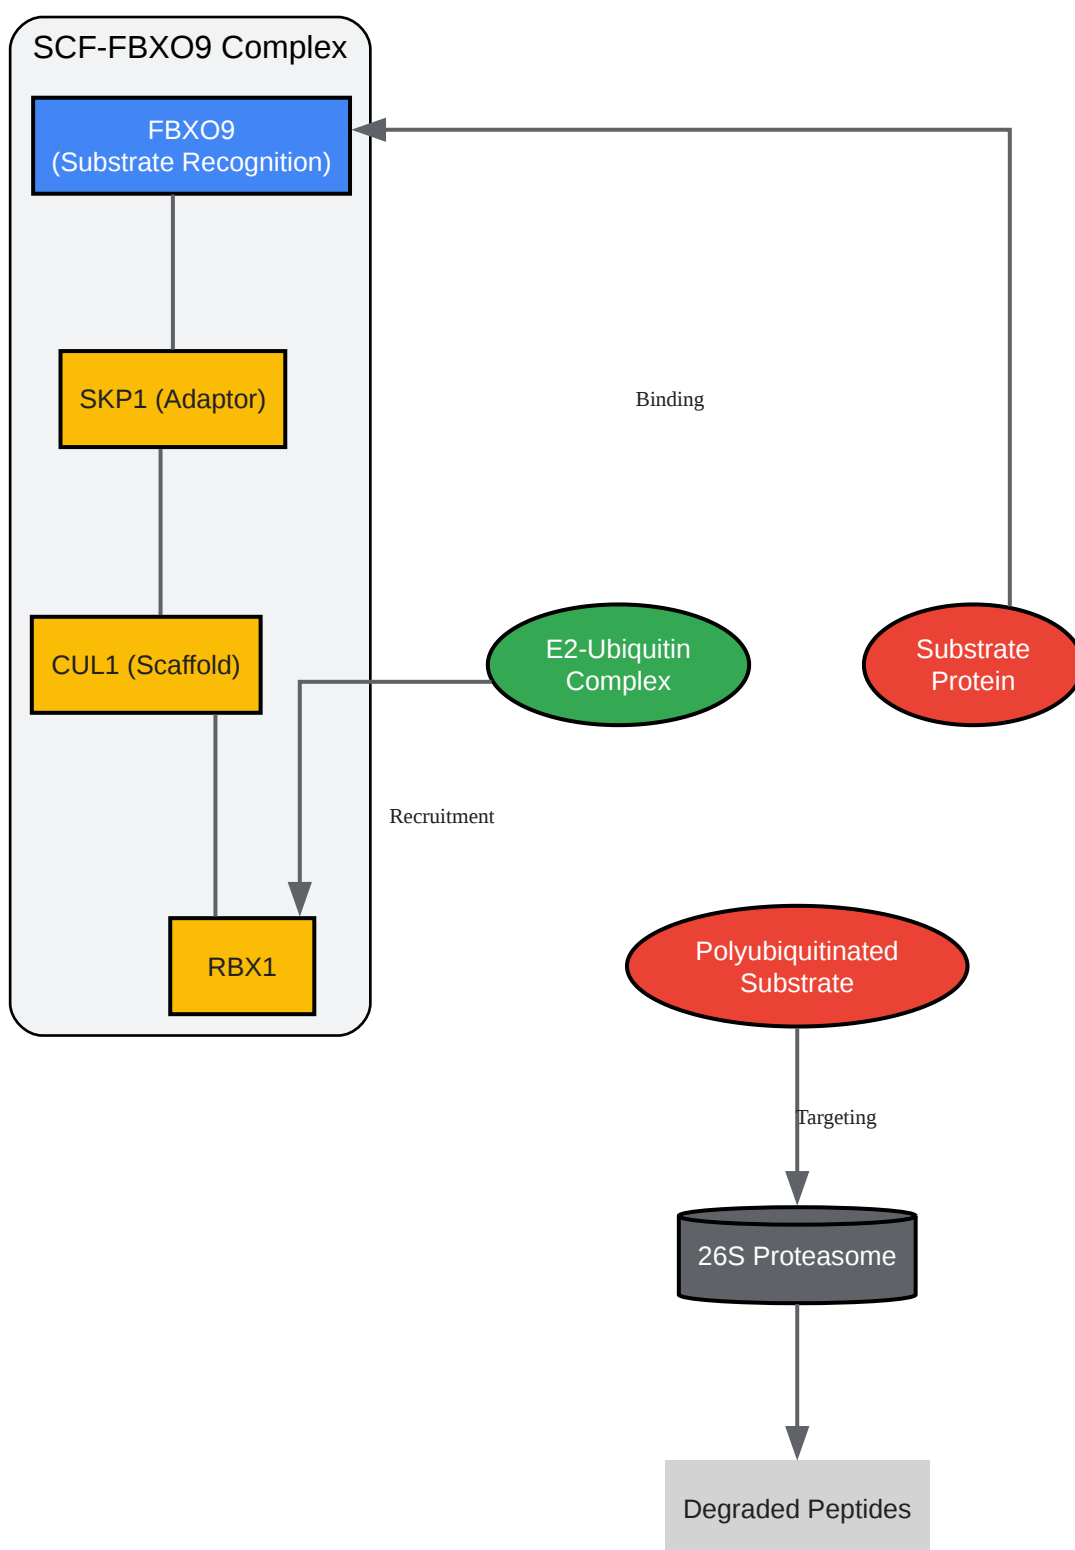 SCF-FBXO9 Complex
FBXO9
(Substrate Recognition)
SKP1 (Adaptor)
Binding
CUL1 (Scaffold)
E2-Ubiquitin
Complex
Substrate
Protein
Recruitment
RBX1
Polyubiquitinated
Substrate
Targeting
26S Proteasome
Degraded Peptides